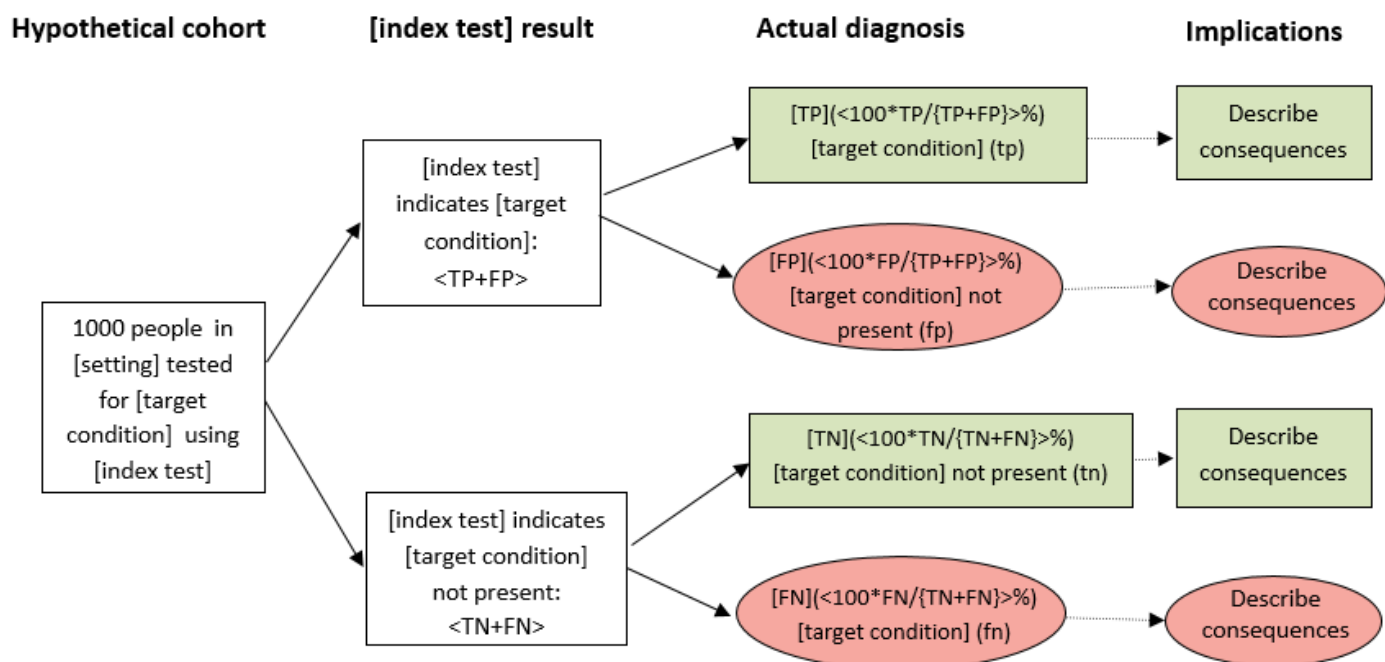 Hypothetical cohort
[index test] result
Actual diagnosis
Implications
1000 people in
[setting] tested
for [target
condition] using
[index test]
[index test]
indicates [target
condition]:
<TP+FP>
[index test] indicates
[target condition]
not present:
<TN+FN>
[TP](<100*TP/{TP+FP}>%)
[target condition] (tp)
Describe
consequences
[FP](<100*FP/{TP+FP}>%)
[target condition] not
present (fp)
Describe
consequences
[TN](<100*TN/{TN+FN}>%)
[target condition] not present (tn)
Describe
consequences
[FN](<100*FN/{TN+FN}>%)
[target condition] (fn)
Describe
consequences